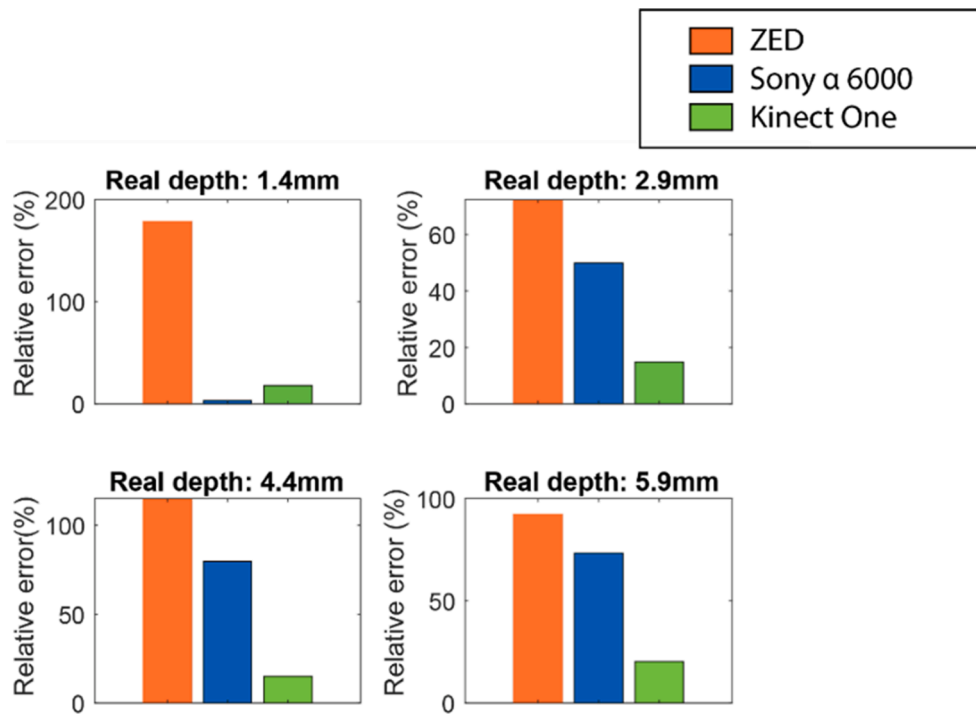 ZED
Sony α 6000
Kinect One
Real depth: 1.4mm
Relative error (%)
200
100
0
Real depth: 2.9mm
Relative error (%)
60
40
20
0
Real depth: 4.4mm
Relative error(%)
100
50
0
Real depth: 5.9mm
Relative error (%)
100
50
0